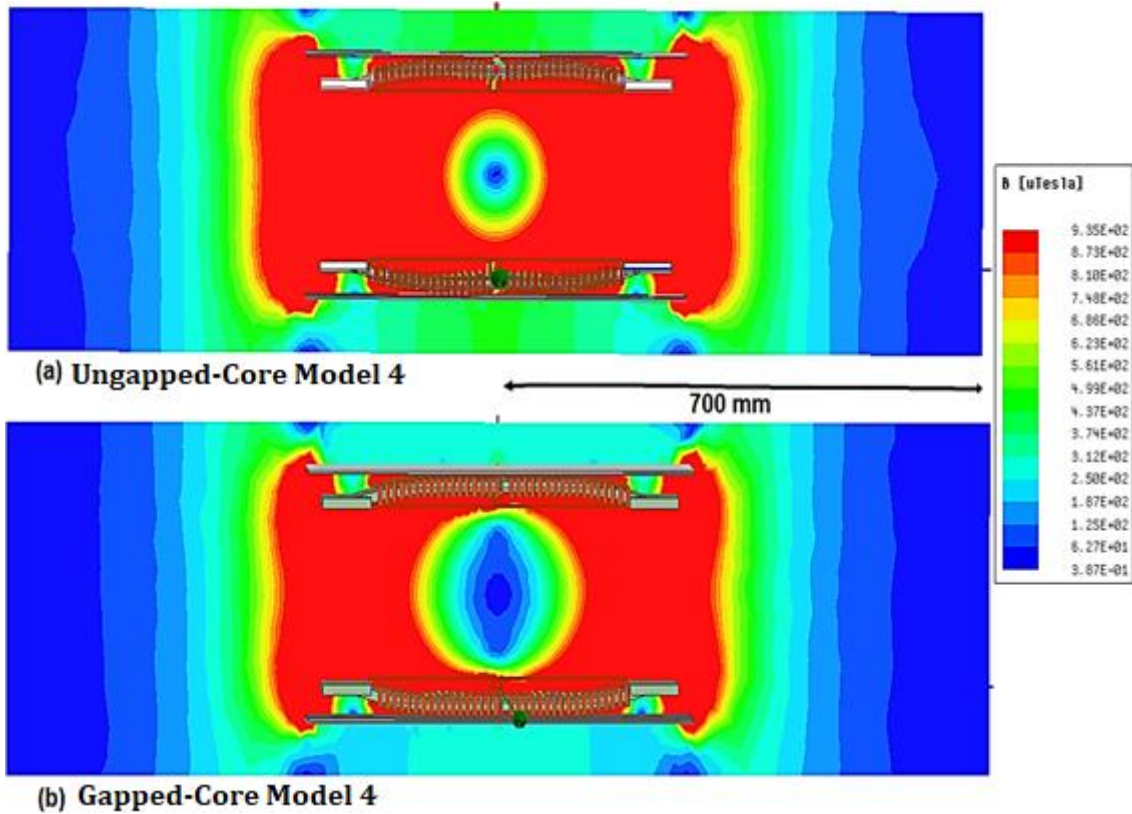 B [uTesla]
9.35E+02
8.73E+02
8.10E+02
7.48E+02
6.86E+02
6.23E+02
5.61E+02
4.99E+02
4.37E+02
3.74E+02
3.12E+02
2.50E+02
1.87E+02
1.25E+02
6.27E+01
3.87E-01
(a) Ungapped-Core Model 4
700 mm
(b) Gapped-Core Model 4